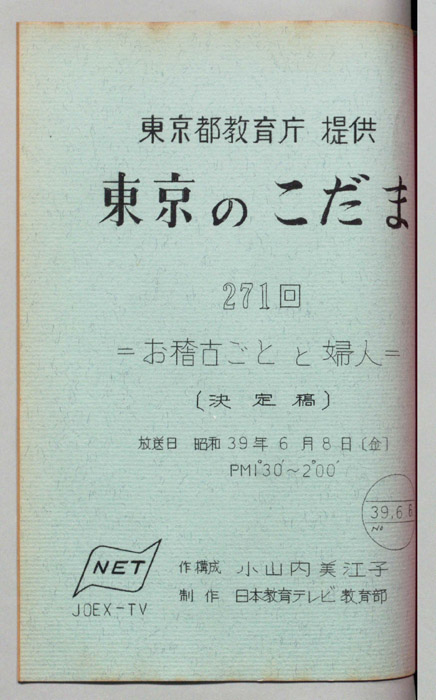 東京都教育庁 提供
東京のこだま
271回
=お稽古ごとと婦人=
〔決定稿〕
放送日 昭和39年6月8日〔金〕
PM1°30′~2°00′
39.6.6
No
NET
JOEX-TV
作構成 小山内美江子
制作 日本教育テレビ教育部